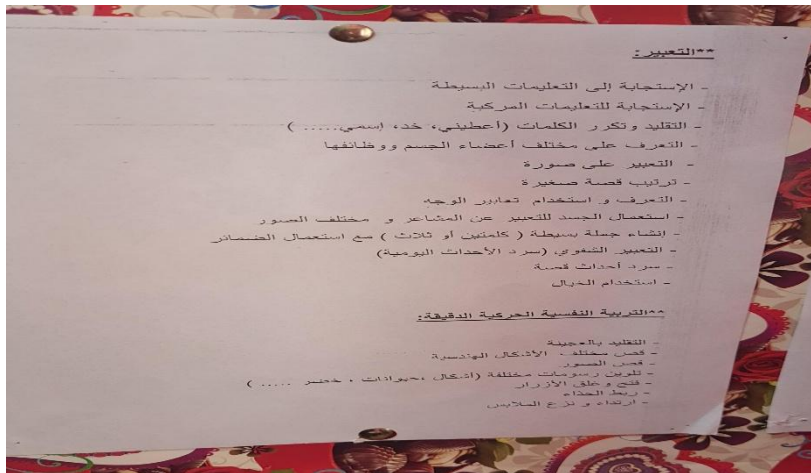 **التعبير:
- الإستجابة إلى التعليمات البسيطة
- الإستجابة للتعليمات المركبة
- التقليد وتكرار الكلمات (أعطيني، خد، إسمي..... )
- التعرف على مختلف أعضاء الجسم ووظائفها
- التعبير على صورة
- ترتيب قصة صغيرة
- التعرف و استخدام تعابير الوجه
- استعمال الجسد للتعبير عن المشاعر و مختلف الصور
- إنشاء جملة بسيطة ( كلمتين أو ثلاث ) مع استعمال الضمائر
- التعبير الشفوي (سرد الأحداث اليومية)
- سرد أحداث قصة
- استخدام الخيال
**التربية النفسية الحركية الدقيقة:
- التقليد بالعجينة
- قص مختلف الأشكال الهندسية
- قص الصور
- تلوين رسومات مختلفة (أشكال ،حيوانات ، خضر ..... )
- فتح و غلق الأزرار
- ربط الحذاء
- ارتداء و نزع الملابس